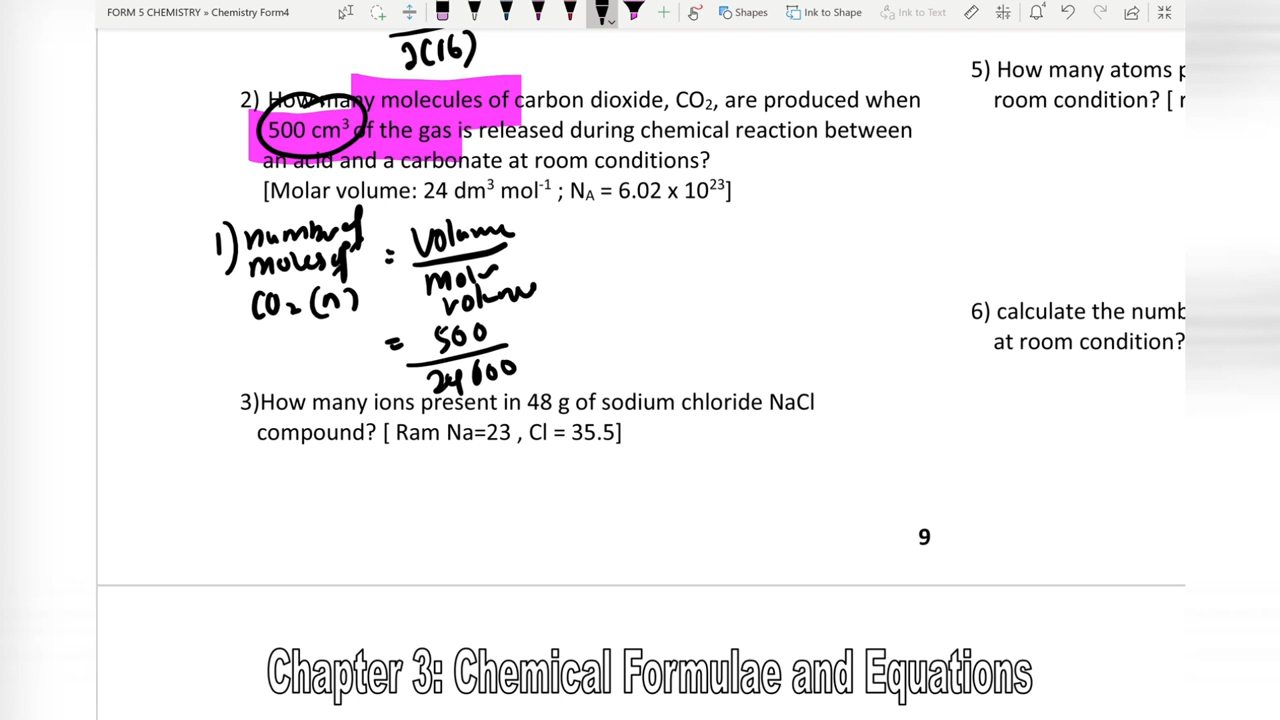 FORM 5 CHEMISTRY » Chemistry Form4
Shapes
Ink to Shape
Ink to Text
4
2(16)
2) How many molecules of carbon dioxide, CO₂, are produced when
500 cm³ of the gas is released during chemical reaction between
an acid and a carbonate at room conditions?
[Molar volume: 24 dm³ mol⁻¹ ; Nᴀ = 6.02 x 10²³]
1) number of
moles of
CO₂ (n)
= volume
molar
volume
= 500
24000
3)How many ions present in 48 g of sodium chloride NaCl
compound? [ Ram Na=23 , Cl = 35.5]
9
5) How many atoms p
room condition? [ r
6) calculate the numb
at room condition?
Chapter 3: Chemical Formulae and Equations